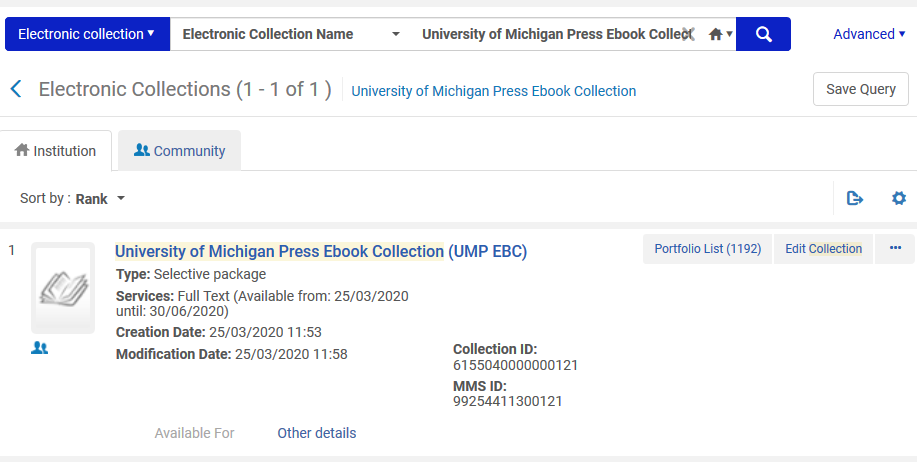 Electronic collection
Electronic Collection Name
University of Michigan Press Ebook Collect
Advanced
Electronic Collections (1 - 1 of 1 )
University of Michigan Press Ebook Collection
Save Query
Institution
Community
Sort by : Rank
1
University of Michigan Press Ebook Collection (UMP EBC)
Portfolio List (1192)
Edit Collection
Type: Selective package
Services: Full Text (Available from: 25/03/2020
until: 30/06/2020)
Creation Date: 25/03/2020 11:53
Modification Date: 25/03/2020 11:58
Collection ID:
6155040000000121
MMS ID:
99254411300121
Available For
Other details